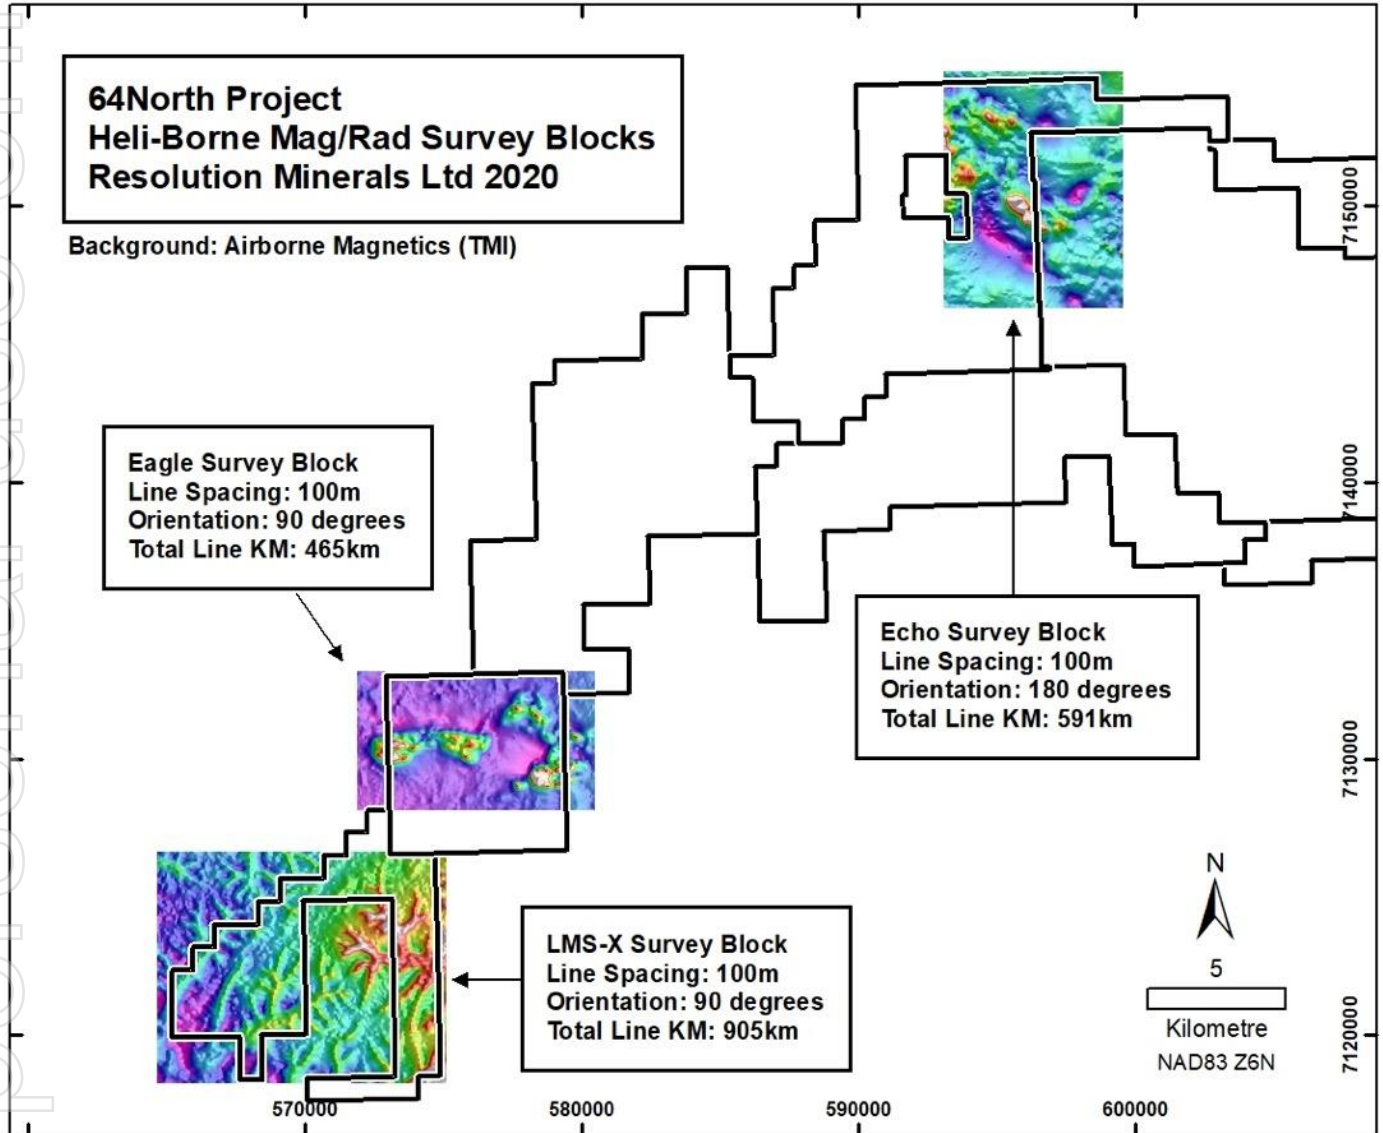 64North Project
Heli-Borne Mag/Rad Survey Blocks
Resolution Minerals Ltd 2020
Background: Airborne Magnetics (TMI)
7150000
Eagle Survey Block
Line Spacing: 100m
Orientation: 90 degrees
Total Line KM: 465km
7140000
Echo Survey Block
Line Spacing: 100m
Orientation: 180 degrees
Total Line KM: 591km
7130000
LMS-X Survey Block
Line Spacing: 100m
Orientation: 90 degrees
Total Line KM: 905km
N
5
Kilometre
NAD83 Z6N
7120000
570000
580000
590000
600000